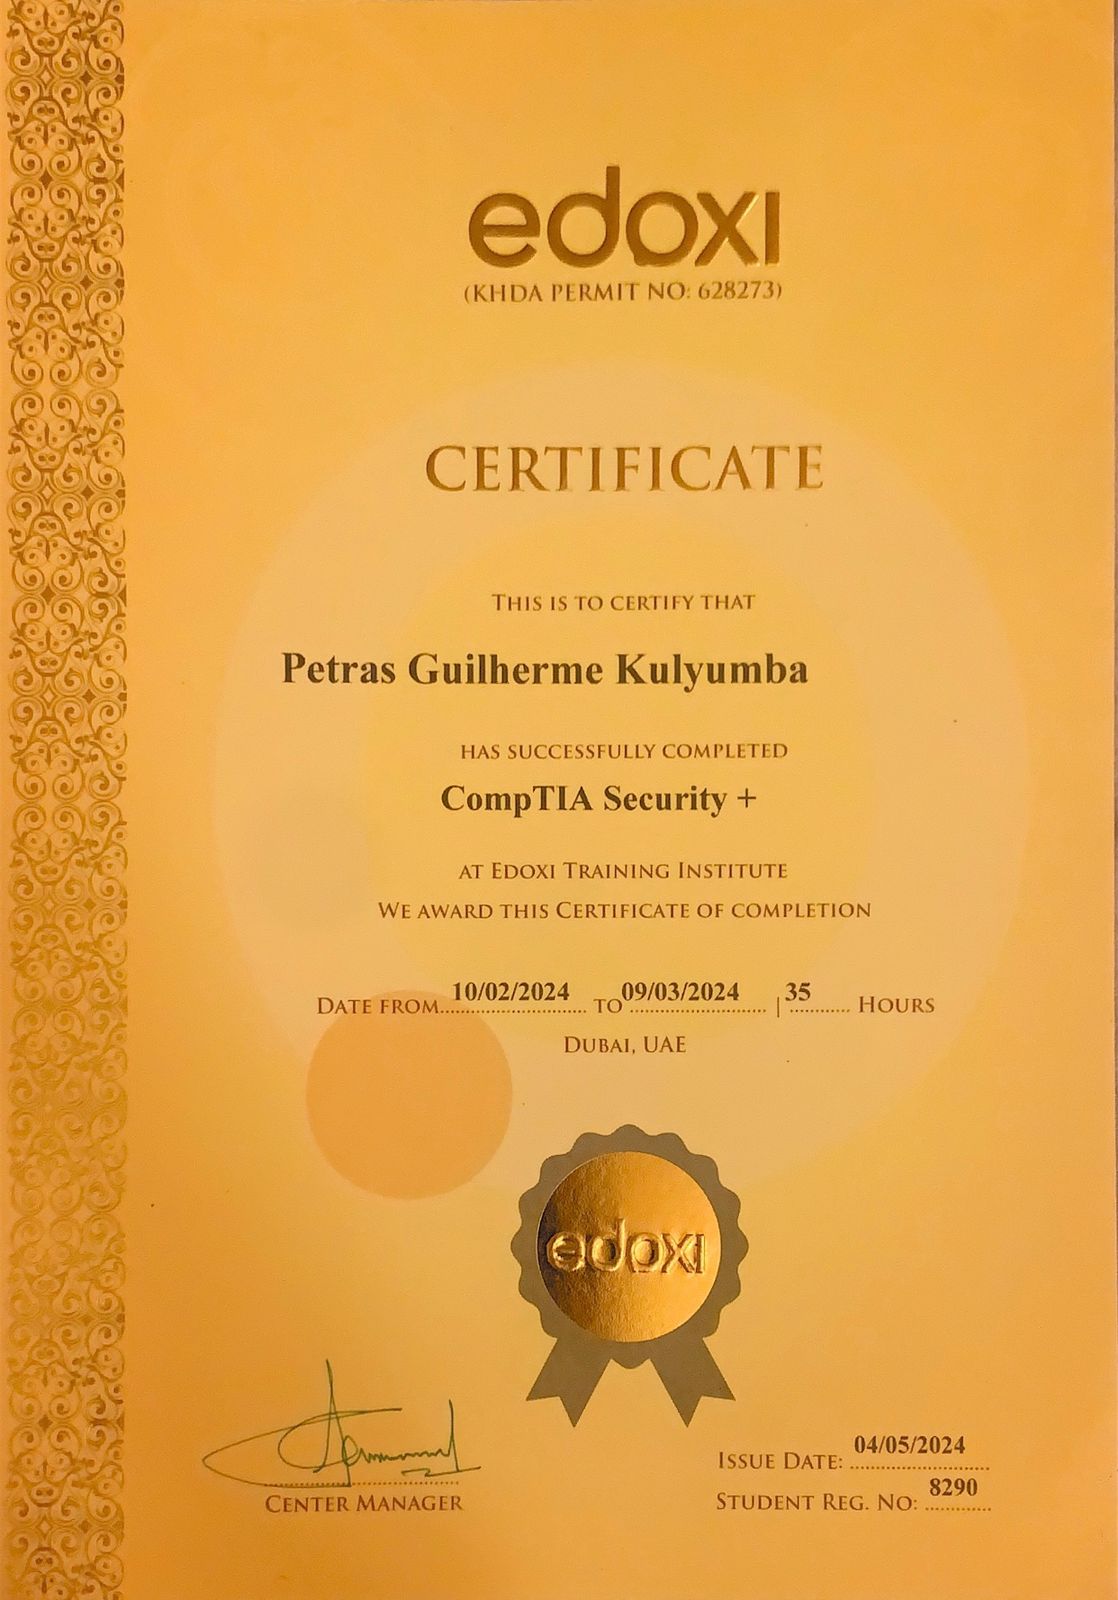 edoxi
(KHDA PERMIT NO: 628273)
CERTIFICATE
THIS IS TO CERTIFY THAT
Petras Guilherme Kulyumba
HAS SUCCESSFULLY COMPLETED
CompTIA Security +
AT EDOXI TRAINING INSTITUTE
WE AWARD THIS CERTIFICATE OF COMPLETION
DATE FROM 10/02/2024 TO 09/03/2024 | 35 HOURS
DUBAI, UAE
edoxi
CENTER MANAGER
ISSUE DATE: 04/05/2024
STUDENT REG. NO: 8290